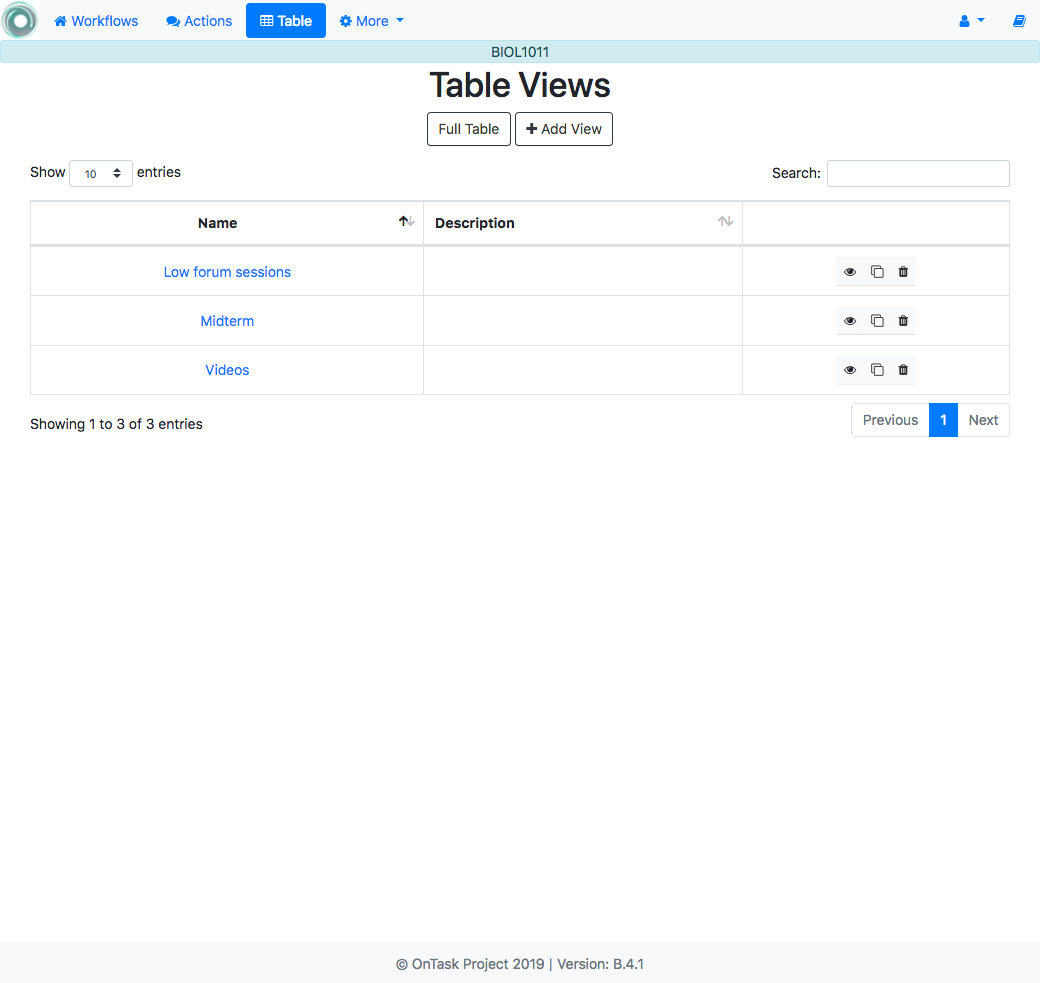 Workflows Actions Table More
BIOL1011
Table Views
Full Table Add View
Show 10 entries Search:
Name Description
Low forum sessions
Midterm
Videos
Showing 1 to 3 of 3 entries Previous 1 Next
© OnTask Project 2019 | Version: B.4.1